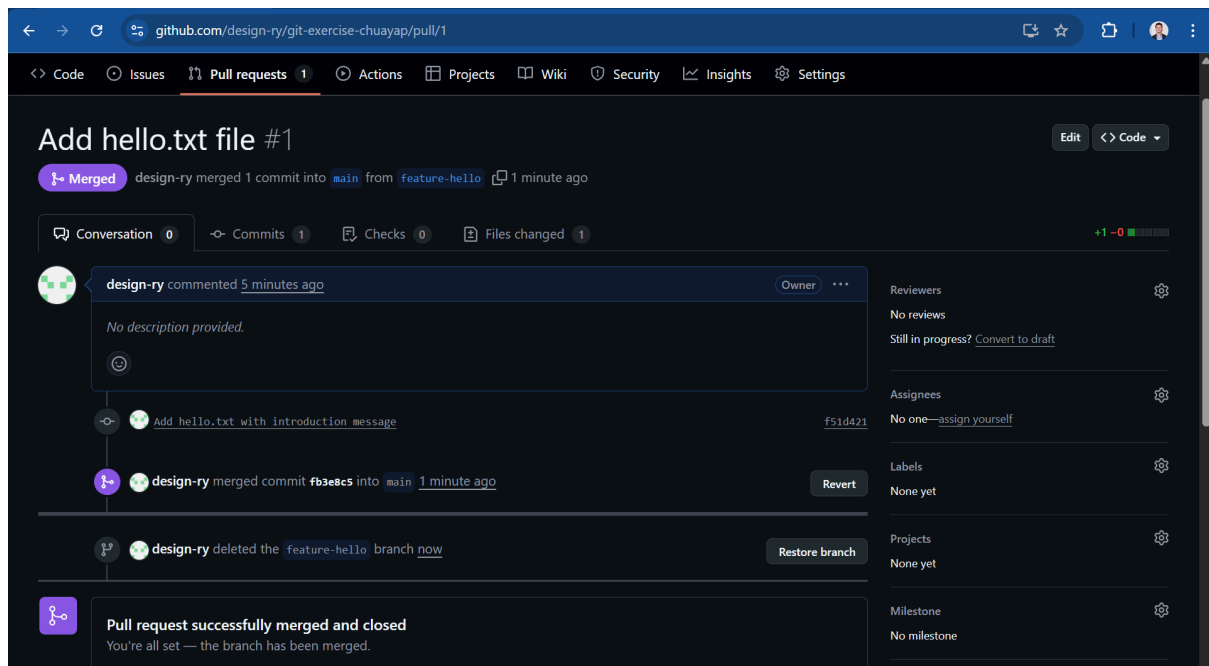 github.com/design-ry/git-exercise-chuayap/pull/1
Code Issues Pull requests 1 Actions Projects Wiki Security Insights Settings
Add hello.txt file #1
Edit Code
Merged design-ry merged 1 commit into main from feature-hello 1 minute ago
Conversation 0 Commits 1 Checks 0 Files changed 1
+1 −0
design-ry commented 5 minutes ago
Owner
No description provided.
Add hello.txt with introduction message f51d421
design-ry merged commit fb3e8c5 into main 1 minute ago
Revert
design-ry deleted the feature-hello branch now
Restore branch
Pull request successfully merged and closed
You're all set — the branch has been merged.
Reviewers
No reviews
Still in progress? Convert to draft
Assignees
No one—assign yourself
Labels
None yet
Projects
None yet
Milestone
No milestone